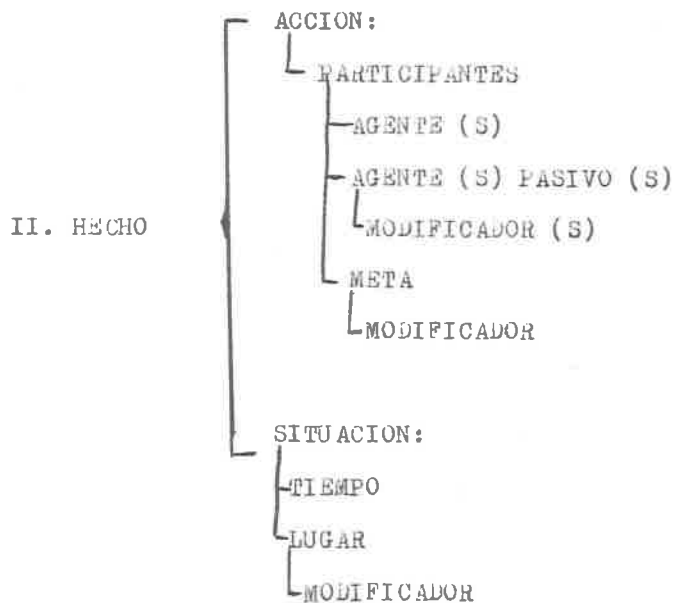 ACCION:
PARTICIPANTES
AGENTE (S)
AGENTE (S) PASIVO (S)
II. HECHO
MODIFICADOR (S)
META
MODIFICADOR
SITUACION:
TIEMPO
LUGAR
MODIFICADOR